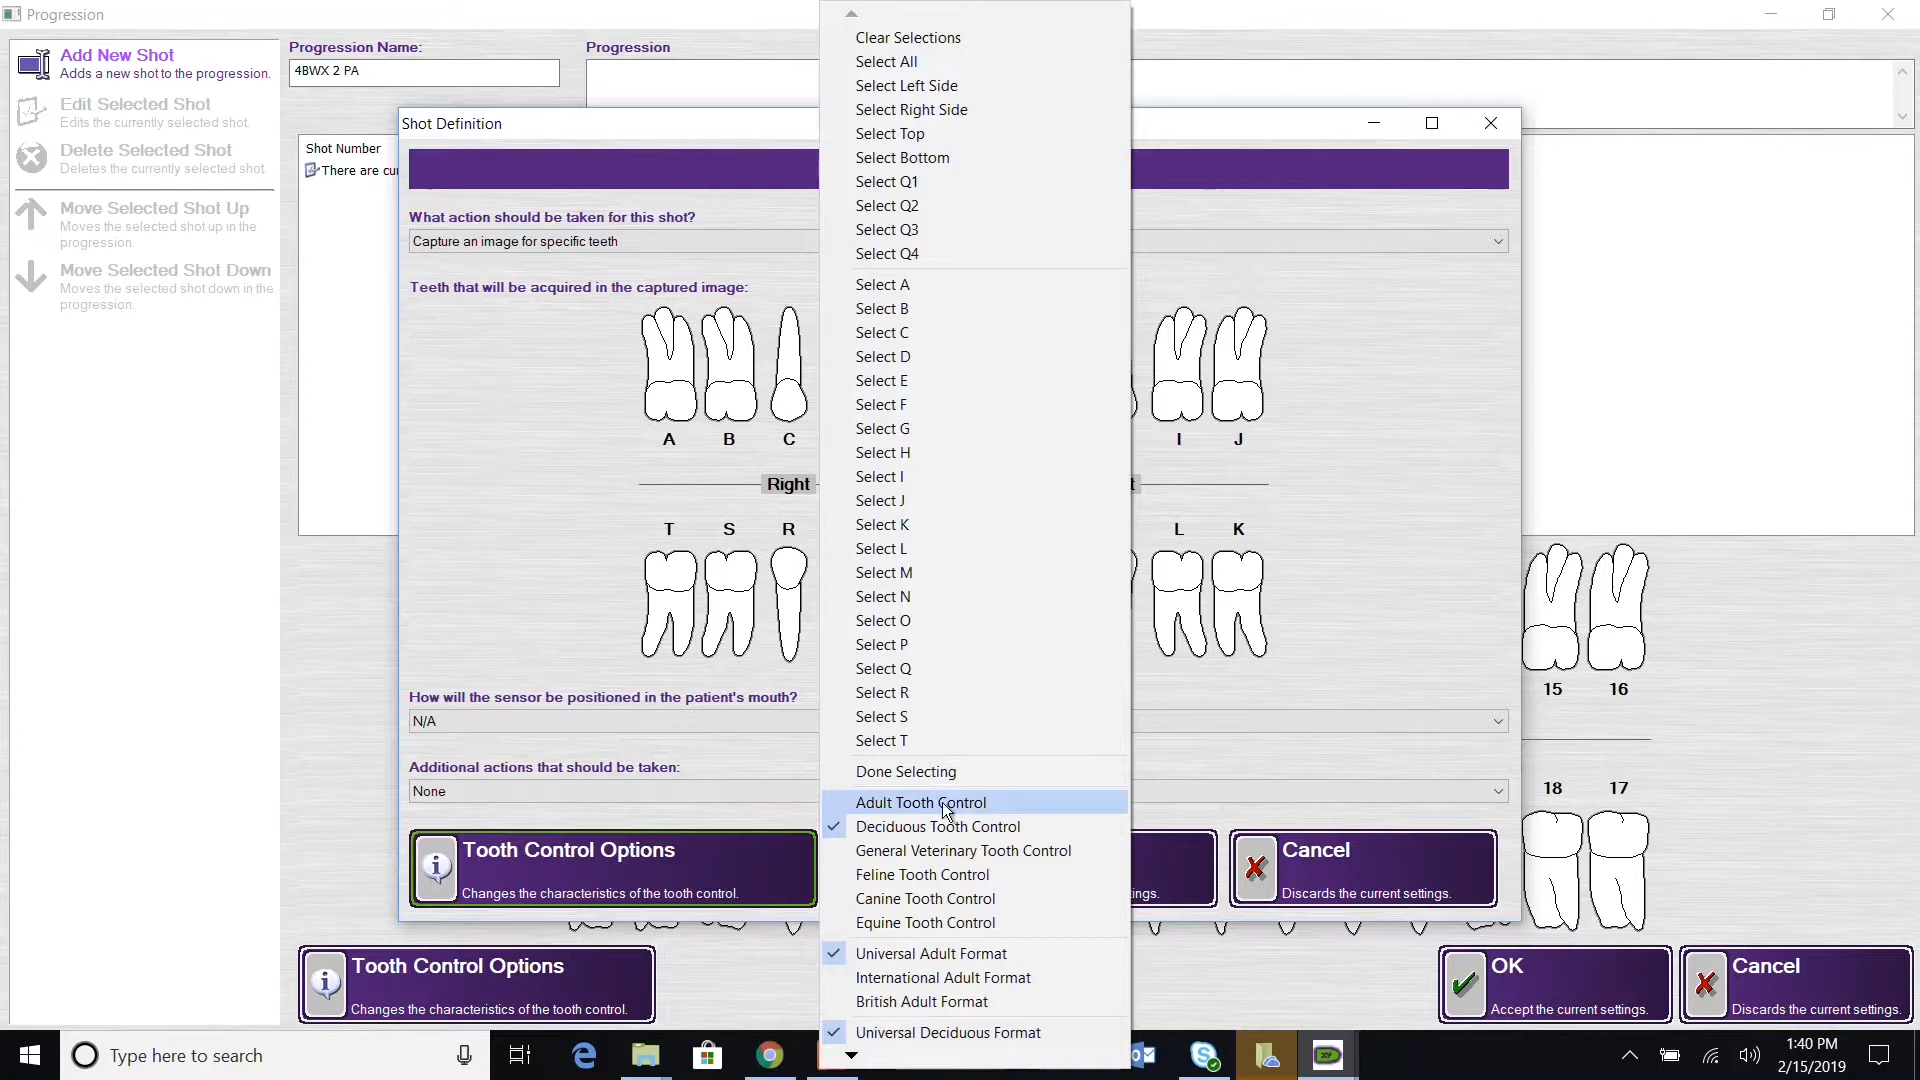 Progression
Add New Shot
Adds a new shot to the progression.
Edit Selected Shot
Edits the currently selected shot.
Delete Selected Shot
Deletes the currently selected shot.
Move Selected Shot Up
Moves the selected shot up in the
progression.
Move Selected Shot Down
Moves the selected shot down in the
progression.
Progression Name:
4BWX 2 PA
Progression
Shot Number
There are cu
Shot Definition
What action should be taken for this shot?
Capture an image for specific teeth
Teeth that will be acquired in the captured image:
A B C I J
Right t
T S R L K
How will the sensor be positioned in the patient's mouth?
N/A
Additional actions that should be taken:
None
Tooth Control Options
Changes the characteristics of the tooth control.
ngs.
Cancel
Discards the current settings.
Clear Selections
Select All
Select Left Side
Select Right Side
Select Top
Select Bottom
Select Q1
Select Q2
Select Q3
Select Q4
Select A
Select B
Select C
Select D
Select E
Select F
Select G
Select H
Select I
Select J
Select K
Select L
Select M
Select N
Select O
Select P
Select Q
Select R
Select S
Select T
Done Selecting
Adult Tooth Control
Deciduous Tooth Control
General Veterinary Tooth Control
Feline Tooth Control
Canine Tooth Control
Equine Tooth Control
Universal Adult Format
International Adult Format
British Adult Format
Universal Deciduous Format
15 16
18 17
Tooth Control Options
Changes the characteristics of the tooth control.
OK
Accept the current settings.
Cancel
Discards the current settings.
Type here to search
1:40 PM
2/15/2019